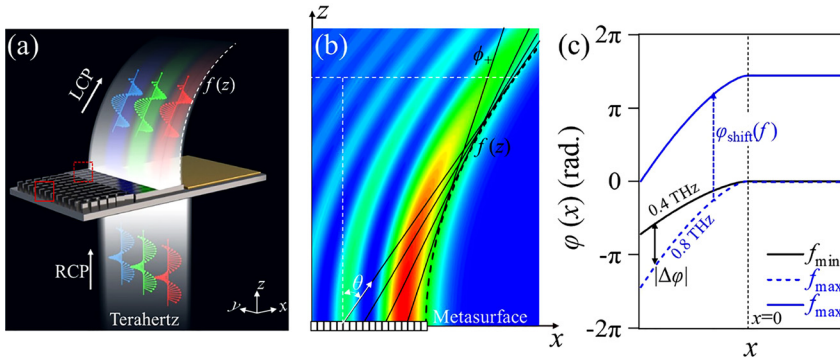 (a)
LCP
f(z)
RCP
Terahertz
z
y
x
z
(b)
ϕ₊
f(z)
θ
Metasurface
x
(c)
2π
π
0
-π
-2π
φ (x) (rad.)
φshift(f)
0.4 THz
0.8 THz
|Δφ|
fmin
fmax
fmax
x=0
x